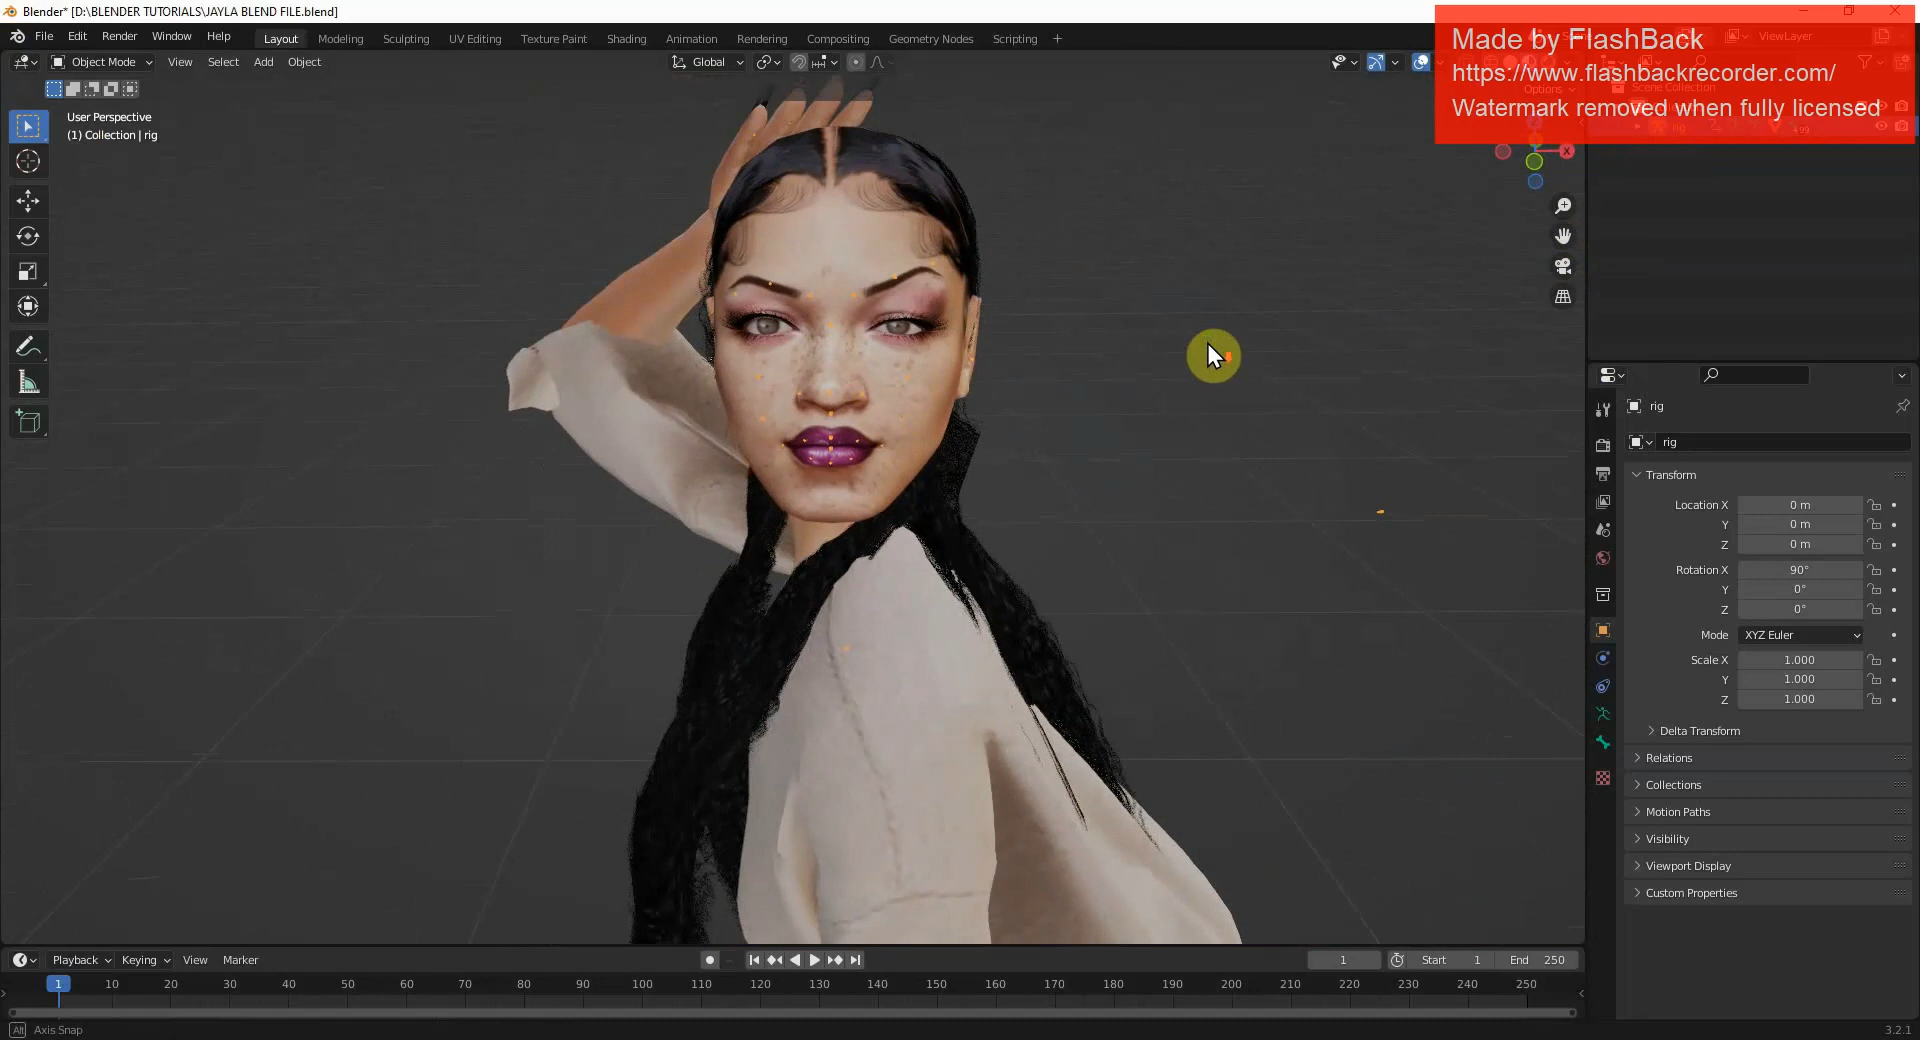 Blender* [D:\BLENDER TUTORIALS\JAYLA BLEND FILE.blend]
File Edit Render Window Help Layout Modeling Sculpting UV Editing Texture Paint Shading Animation Rendering Compositing Geometry Nodes Scripting +
ViewLayer
Made by FlashBack
https://www.flashbackrecorder.com/
Watermark removed when fully licensed
Object Mode View Select Add Object Global
Options
Scene Collection
User Perspective
(1) Collection | rig
rig
X
rig
rig
Transform
Location X 0 m
Y 0 m
Z 0 m
Rotation X 90°
Y 0°
Z 0°
Mode XYZ Euler
Scale X 1.000
Y 1.000
Z 1.000
Delta Transform
Relations
Collections
Motion Paths
Visibility
Viewport Display
Custom Properties
Playback Keying View Marker 1 Start 1 End 250
1 10 20 30 40 50 60 70 80 90 100 110 120 130 140 150 160 170 180 190 200 210 220 230 240 250
Alt Axis Snap
3.2.1